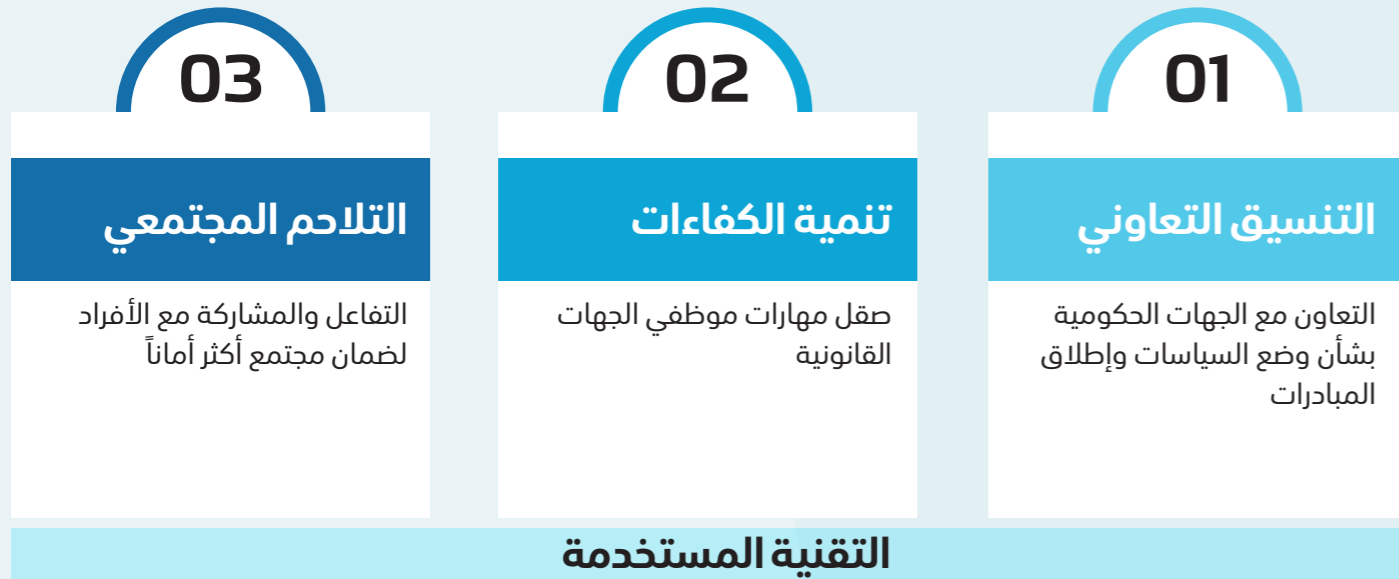 01
التنسيق التعاوني
التعاون مع الجهات الحكومية
بشأن وضع السياسات وإطلاق
المبادرات
02
تنمية الكفاءات
صقل مهارات موظفي الجهات
القانونية
03
التلاحم المجتمعي
التفاعل والمشاركة مع الأفراد
لضمان مجتمع أكثر أماناً
التقنية المستخدمة